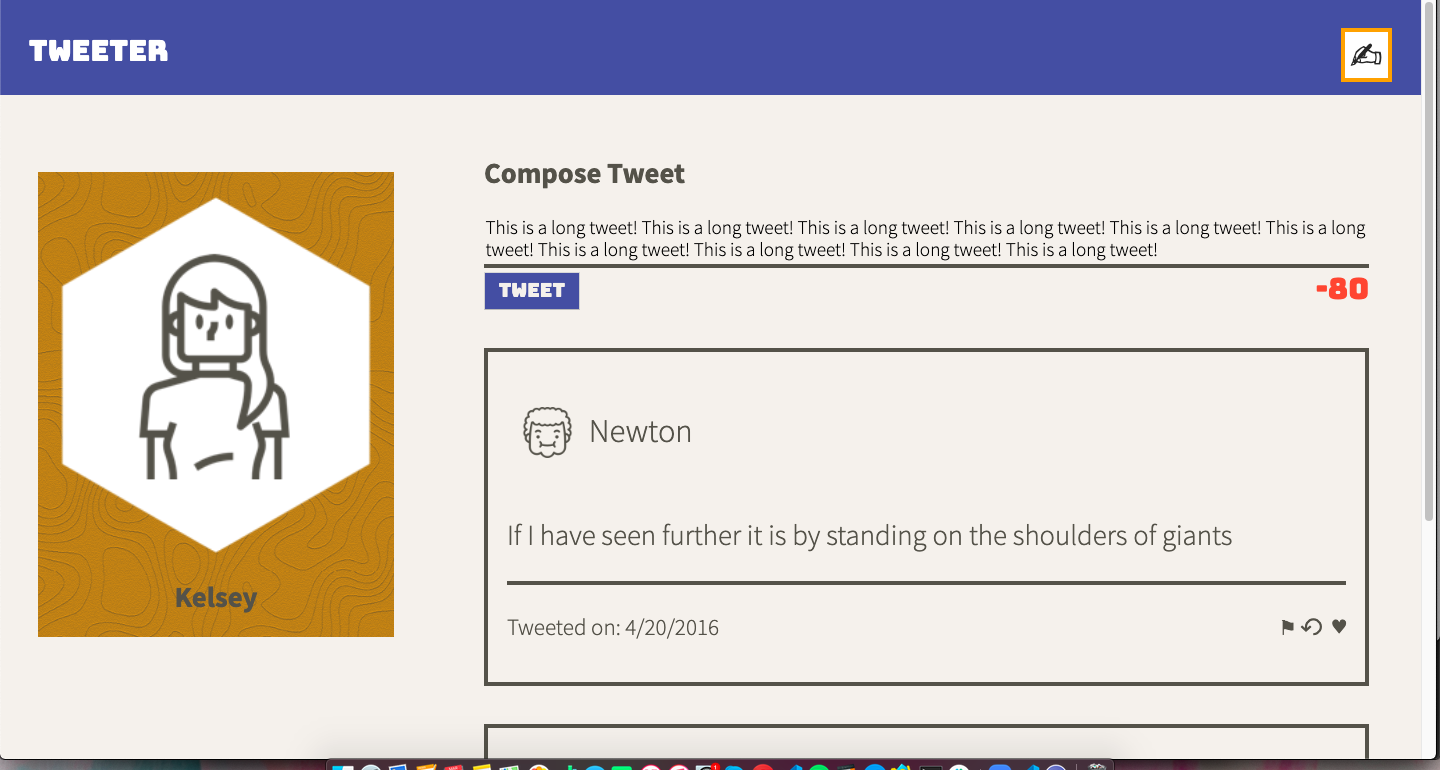 TWEETER
Compose Tweet
This is a long tweet! This is a long tweet! This is a long tweet! This is a long tweet! This is a long tweet! This is a long
tweet! This is a long tweet! This is a long tweet! This is a long tweet! This is a long tweet!
TWEET
-80
Newton
If I have seen further it is by standing on the shoulders of giants
Tweeted on: 4/20/2016
Kelsey